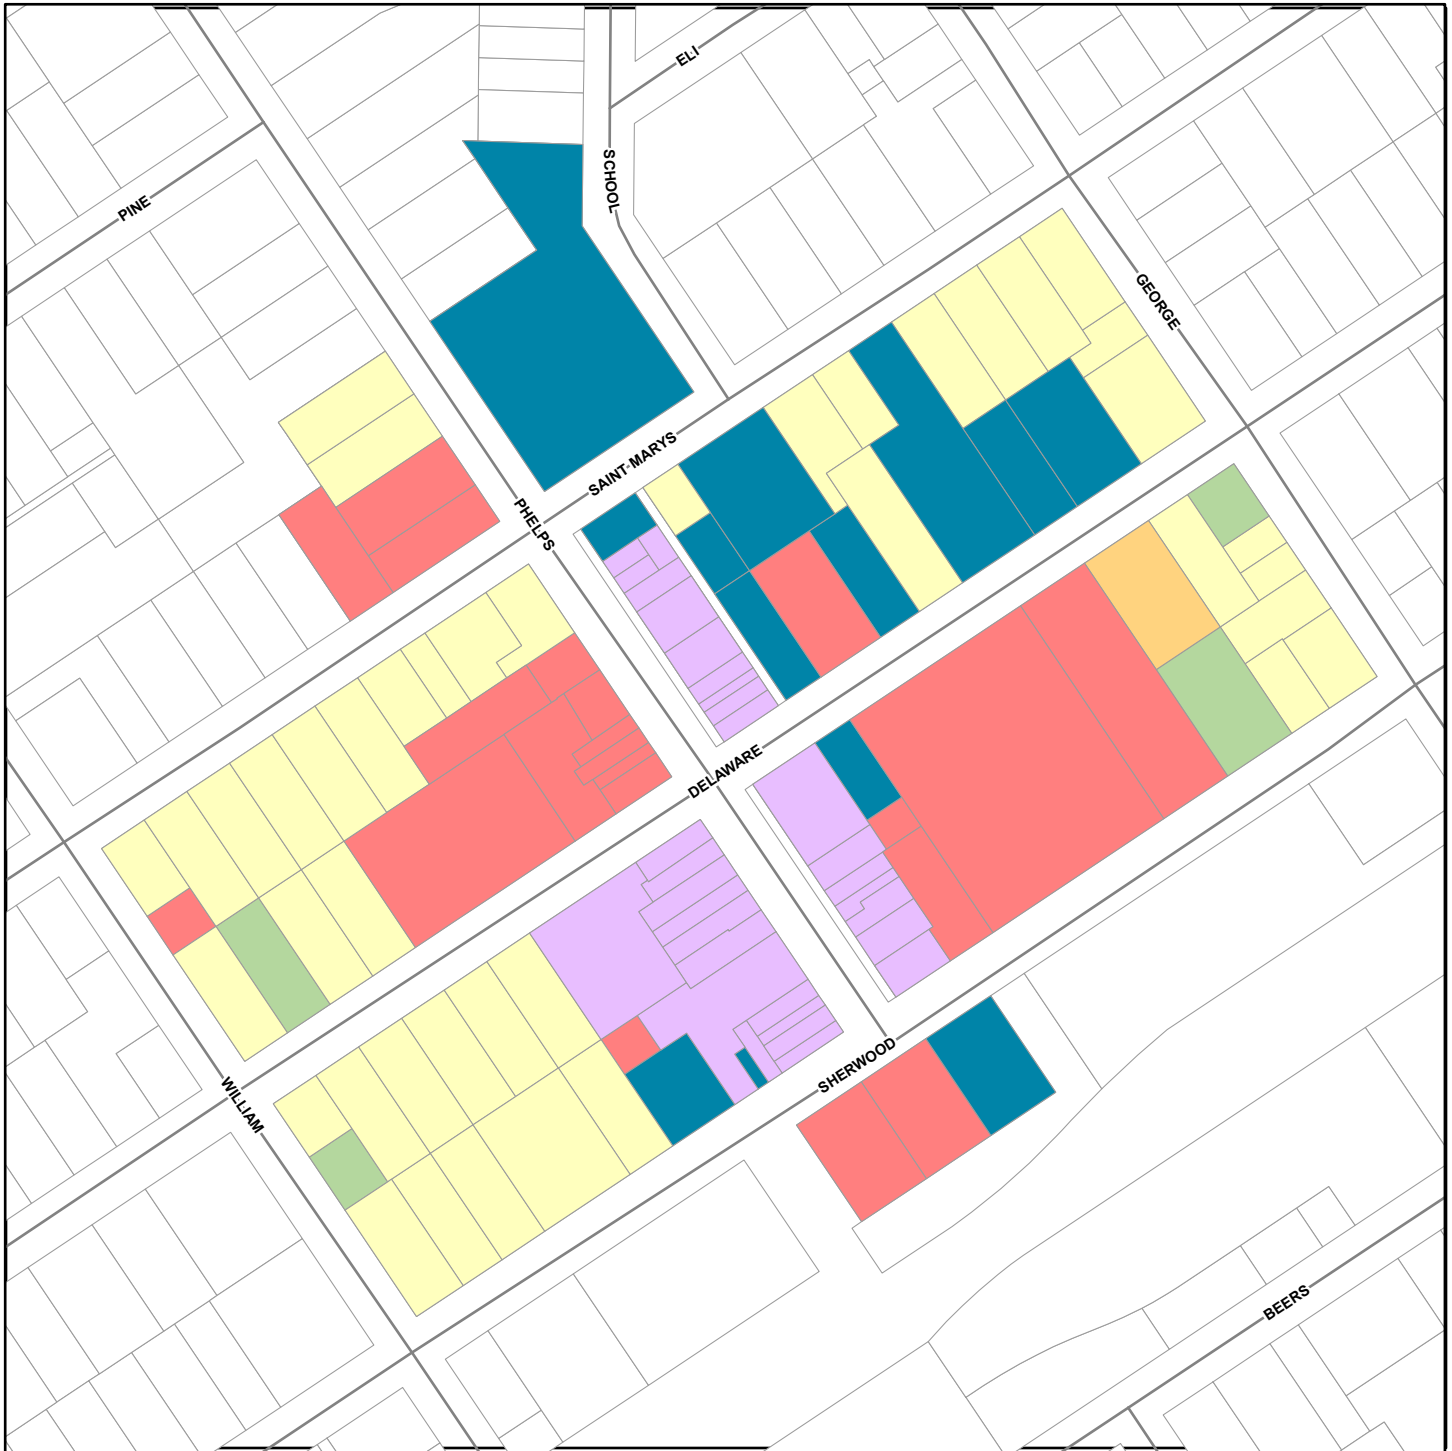 ELI
SCHOOL
PINE
GEORGE
SAINT-MARYS
PHELPS
DELAWARE
SHERWOOD
WILLIAM
BEERS